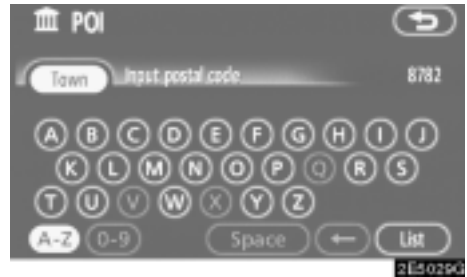 POI
Town Input postal code 8782
A B C D E F G H I J
K L M N O P Q R S
T U V W X Y Z
A-Z 0-9 Space ← List
2E5029G